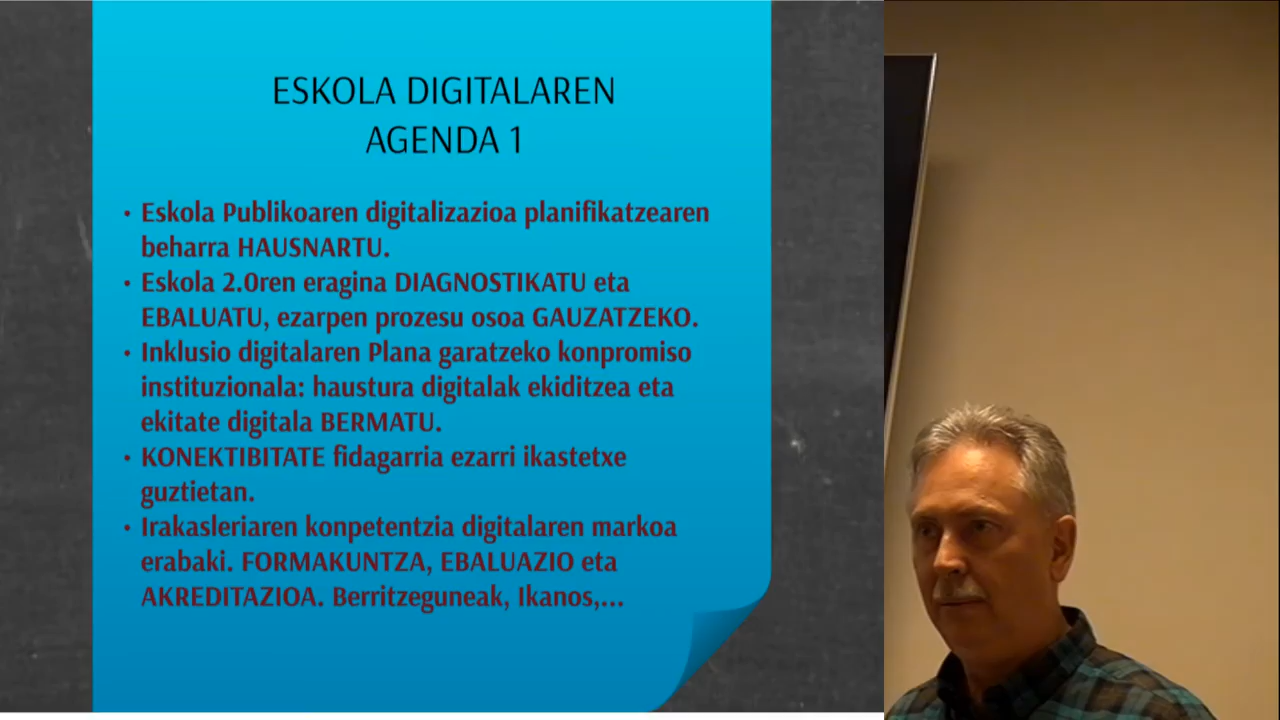 ESKOLA DIGITALAREN
AGENDA 1
• Eskola Publikoaren digitalizazioa planifikatzearen
beharra HAUSNARTU.
• Eskola 2.0ren eragina DIAGNOSTIKATU eta
EBALUATU, ezarpen prozesu osoa GAUZATZEKO.
• Inklusio digitalaren Plana garatzeko konpromiso
instituzionala: haustura digitalak ekiditzea eta
ekitate digitala BERMATU.
• KONEKTIBITATE fidagarria ezarri ikastetxe
guztietan.
• Irakasleriaren konpetentzia digitalaren markoa
erabaki. FORMAKUNTZA, EBALUAZIO eta
AKREDITAZIOA. Berritzeguneak, Ikanos,...